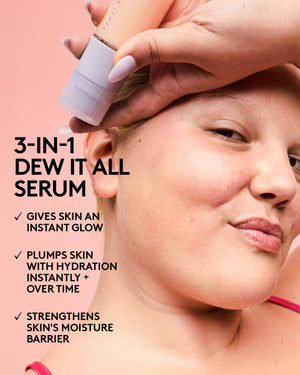 3-IN-1
DEW IT ALL
SERUM
✓ GIVES SKIN AN
INSTANT GLOW
✓ PLUMPS SKIN
WITH HYDRATION
INSTANTLY +
OVER TIME
✓ STRENGTHENS
SKIN'S MOISTURE
BARRIER